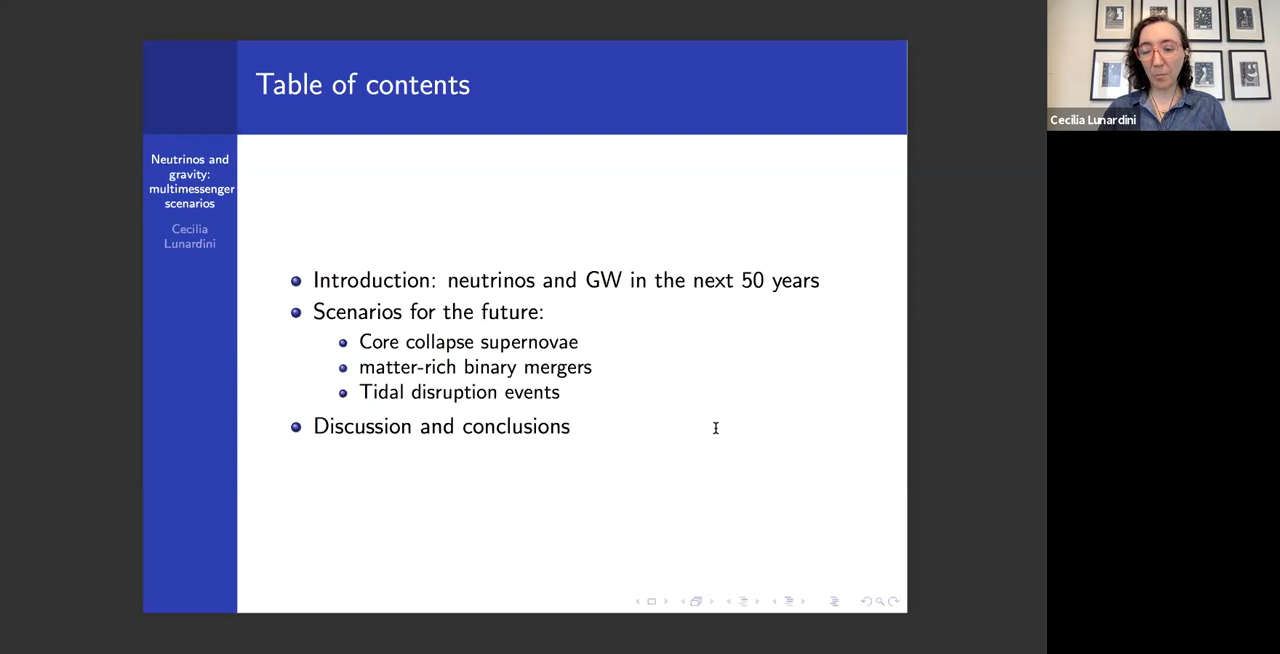 Table of contents
Neutrinos and
gravity:
multimessenger
scenarios
Cecilia
Lunardini
Introduction: neutrinos and GW in the next 50 years
Scenarios for the future:
Core collapse supernovae
matter-rich binary mergers
Tidal disruption events
Discussion and conclusions
Cecilia Lunardini